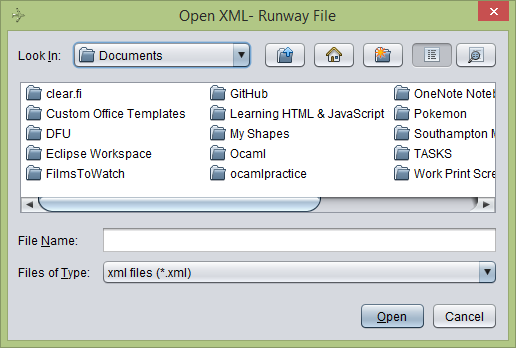 Open XML- Runway File
Look In: Documents
clear.fi
Custom Office Templates
DFU
Eclipse Workspace
FilmsToWatch
GitHub
Learning HTML & JavaScript
My Shapes
Ocaml
ocamlpractice
OneNote
Pokemon
Southampton
TASKS
Work Print
File Name:
Files of Type: xml files (*.xml)
Open Cancel